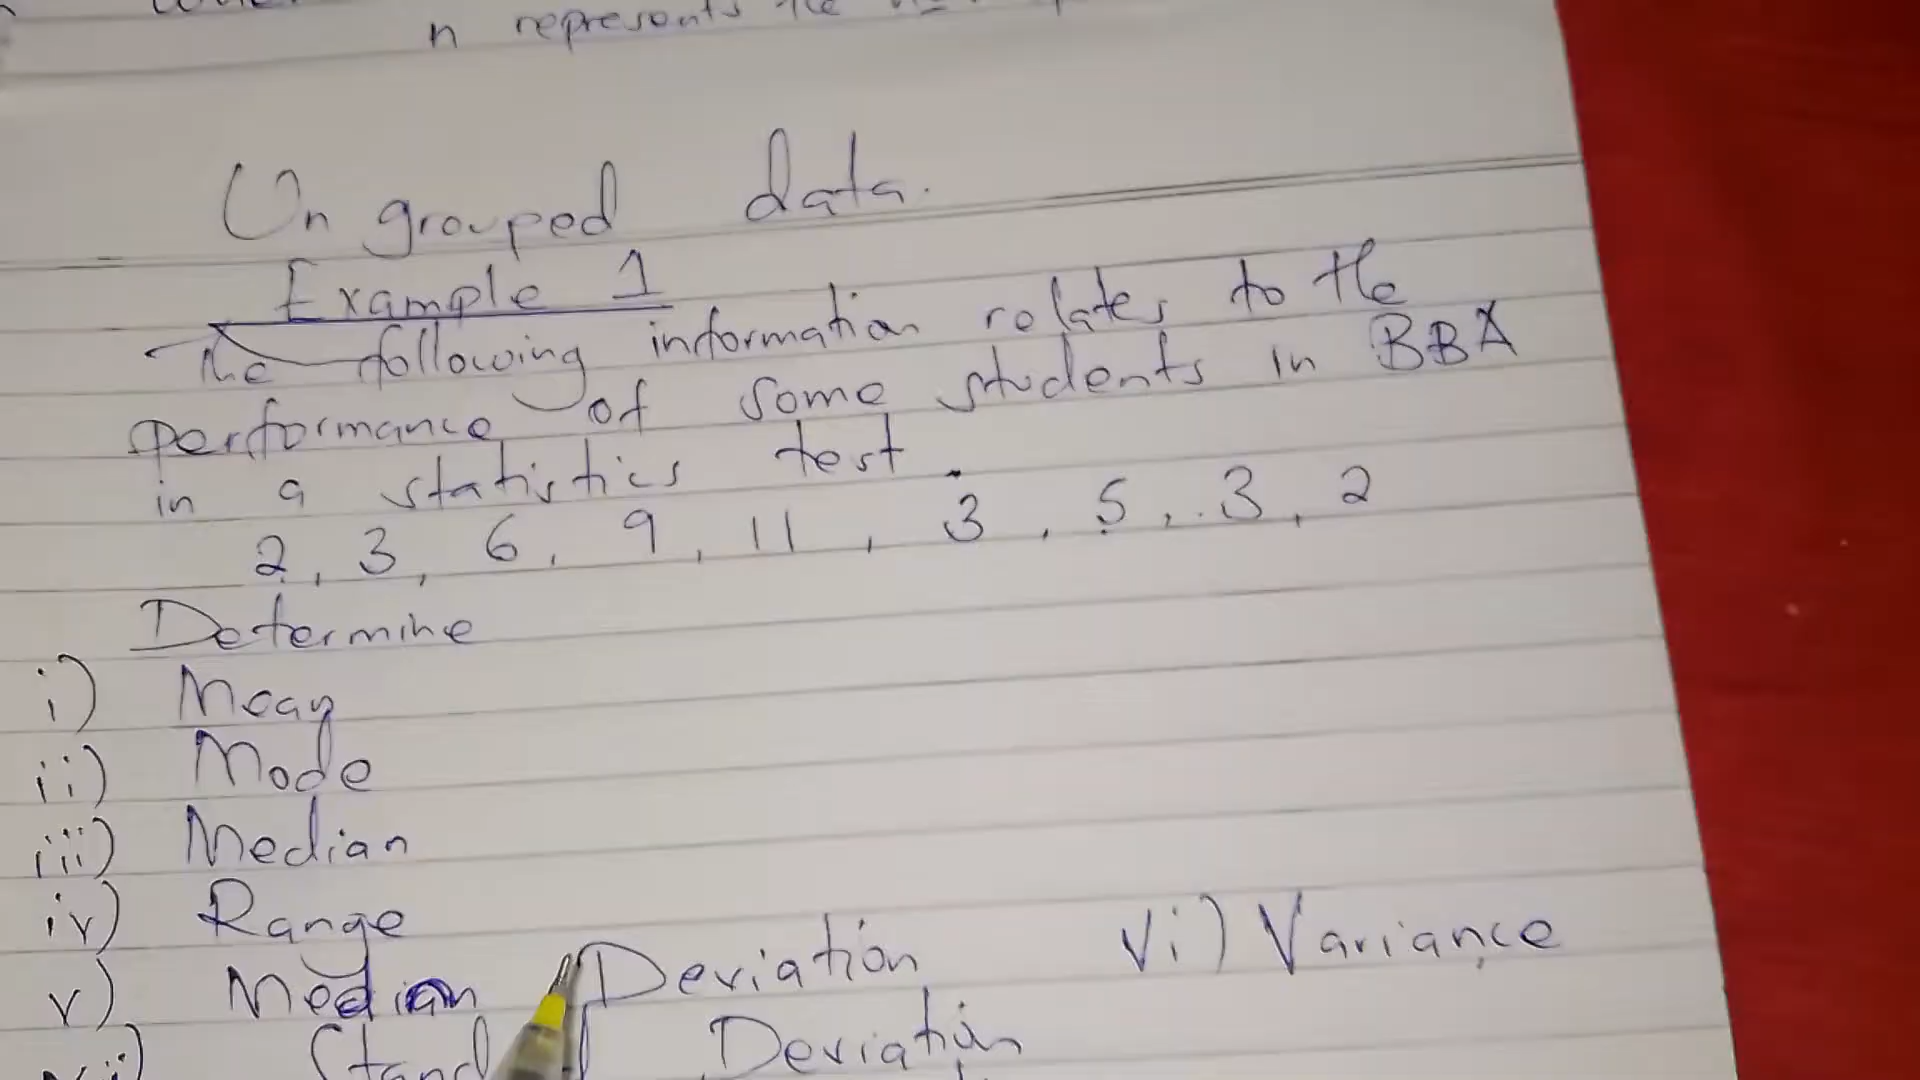 n represents the
Un grouped data.
Example 1
The following information relates to the
performance of some students in BBA
in a statistics test.
2, 3, 6, 9, 11, 3, 5, 3, 2
Determine
i) Mean
ii) Mode
iii) Median
iv) Range
v) Median Deviation vi) Variance
Deviation